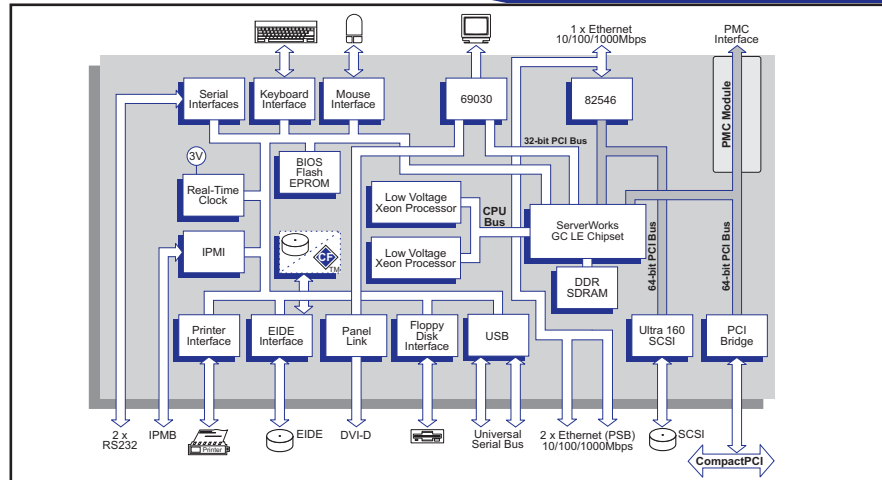 1 x Ethernet
10/100/1000Mbps
PMC
Interface
Serial
Interfaces
Keyboard
Interface
Mouse
Interface
69030
82546
PMC Module
32-bit PCI Bus
3V
BIOS
Flash
EPROM
Real-Time
Clock
Low Voltage
Xeon Processor
CPU
Bus
ServerWorks
GC LE Chipset
64-bit PCI Bus
64-bit PCI Bus
IPMI
CF
TM
Low Voltage
Xeon Processor
DDR
SDRAM
Printer
Interface
EIDE
Interface
Panel
Link
Floppy
Disk
Interface
USB
Ultra 160
SCSI
PCI
Bridge
2 x
RS232
IPMB
Printer
EIDE
DVI-D
Universal
Serial Bus
2 x Ethernet (PSB)
10/100/1000Mbps
SCSI
CompactPCI